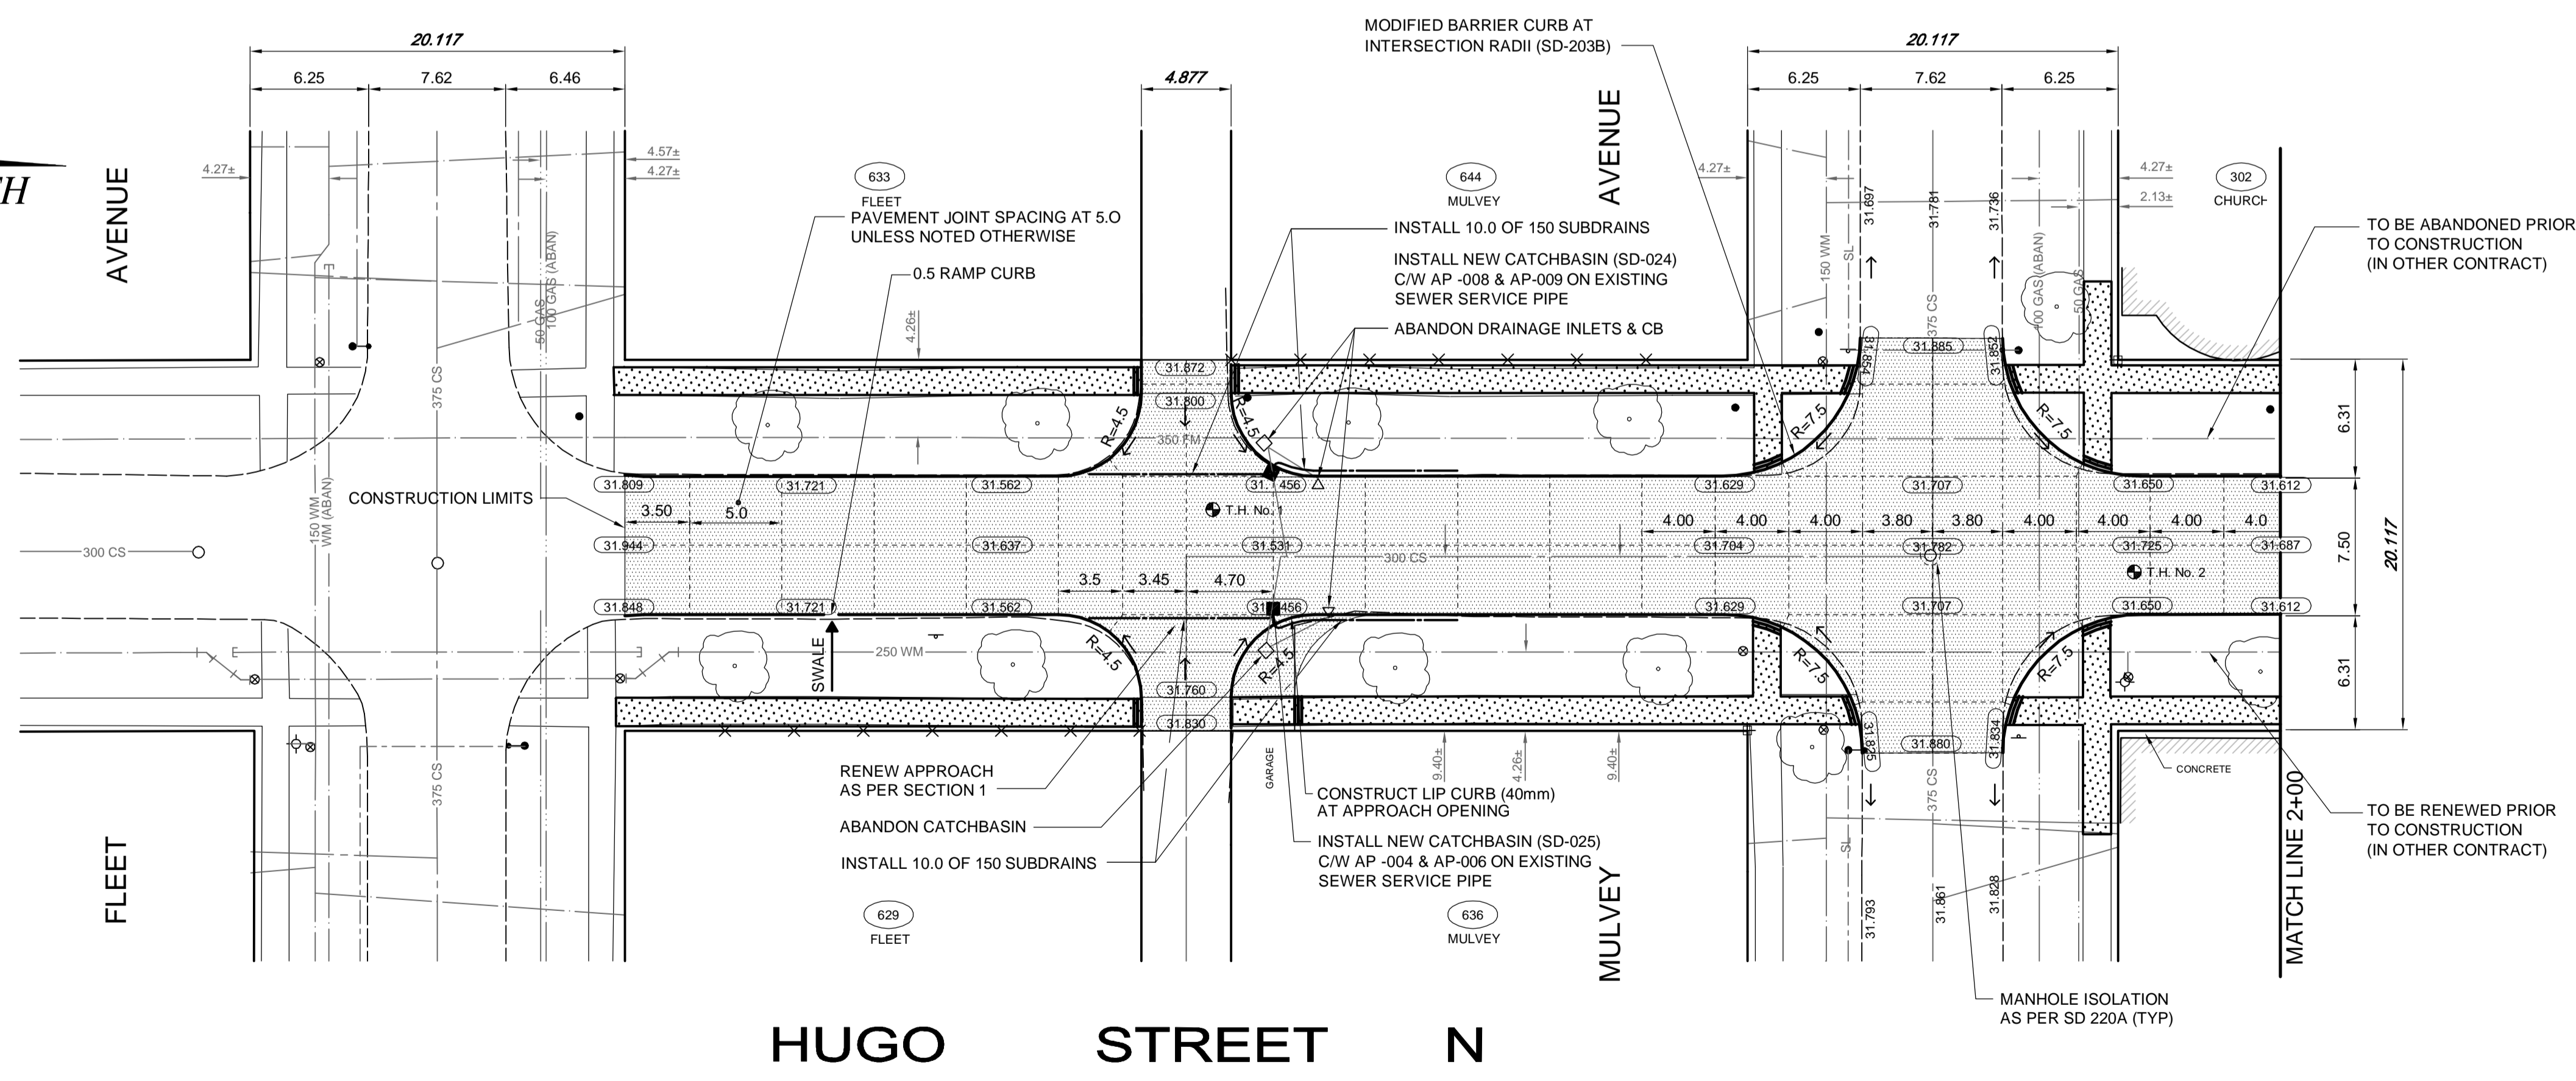 MODIFIED BARRIER CURB AT
INTERSECTION RADII (SD-203B)
20.117
6.25 7.62 6.46
4.877
20.117
6.25 7.62 6.25
AVENUE
AVENUE
4.27±
4.57±
4.27±
4.27±
4.27±
2.13±
633
FLEET
644
MULVEY
302
CHURCH
PAVEMENT JOINT SPACING AT 5.O
UNLESS NOTED OTHERWISE
0.5 RAMP CURB
INSTALL 10.0 OF 150 SUBDRAINS
INSTALL NEW CATCHBASIN (SD-024)
C/W AP -008 & AP-009 ON EXISTING
SEWER SERVICE PIPE
ABANDON DRAINAGE INLETS & CB
TO BE ABANDONED PRIOR
TO CONSTRUCTION
(IN OTHER CONTRACT)
31.697
31.781
31.736
150 WM
SL
375 CS
100 GAS (ABAN)
50 GAS
50 GAS
100 GAS (ABAN)
375 CS
4.26±
31.872
31.800
350 FM
R=4.5
R=4.5
31.854
31.885
31.852
R=7.5
R=7.5
6.31
CONSTRUCTION LIMITS
150 WM
WM (ABAN)
31.809 31.721 31.562 31. 456 31.629 31.707 31.650 31.612
3.50 5.0
T.H. No. 1
4.00 4.00 4.00 3.80 3.80 4.00 4.00 4.00 4.0
7.50
20.117
300 CS
31.944 31.637 31.531 31.704 31.782 31.725 31.687
300 CS
T.H. No. 2
3.5 3.45 4.70
31.848 31.721 31.562 31. 456 31.629 31.707 31.650 31.612
SWALE
250 WM
R=4.5
R=4.5
R=7.5
R=7.5
6.31
31.760
31.830
31.825
31.880
31.834
375 CS
375 CS
GARAGE
9.40±
4.26±
9.40±
CONCRETE
RENEW APPROACH
AS PER SECTION 1
ABANDON CATCHBASIN
INSTALL 10.0 OF 150 SUBDRAINS
CONSTRUCT LIP CURB (40mm)
AT APPROACH OPENING
INSTALL NEW CATCHBASIN (SD-025)
C/W AP -004 & AP-006 ON EXISTING
SEWER SERVICE PIPE
TO BE RENEWED PRIOR
TO CONSTRUCTION
(IN OTHER CONTRACT)
SL
31.793
31.861
31.828
FLEET
629
FLEET
636
MULVEY
MULVEY
MATCH LINE 2+00
MANHOLE ISOLATION
AS PER SD 220A (TYP)
HUGO STREET N